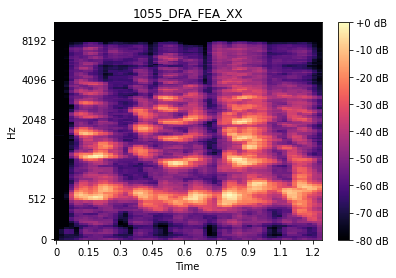 1055_DFA_FEA_XX
+0 dB
8192
-10 dB
4096
-20 dB
-30 dB
2048
-40 dB
Hz
1024
-50 dB
512
-60 dB
-70 dB
0
-80 dB
0 0.15 0.3 0.45 0.6 0.75 0.9 1.1 1.2
Time